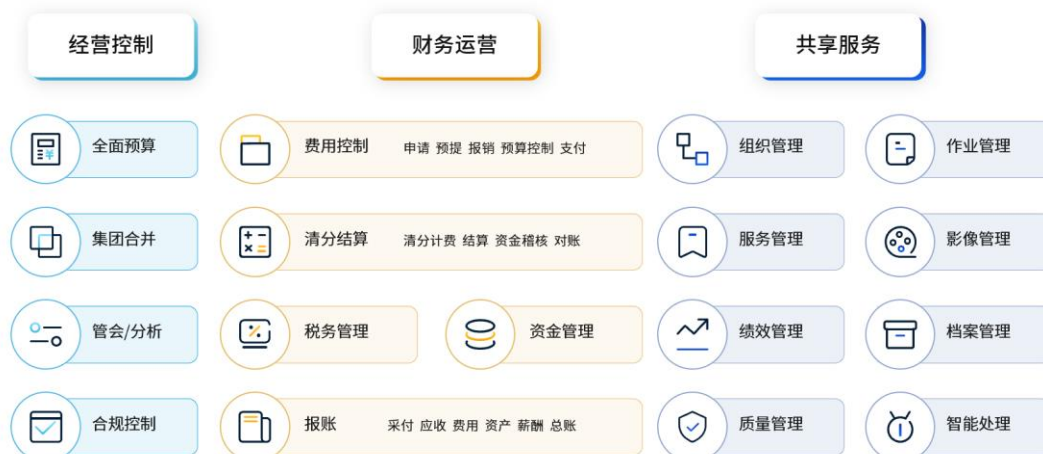 经营控制
财务运营
共享服务
全面预算
费用控制 申请 预提 报销 预算控制 支付
组织管理
作业管理
集团合并
清分结算 清分计费 结算 资金稽核 对账
服务管理
影像管理
管会/分析
税务管理
资金管理
绩效管理
档案管理
合规控制
报账 采付 应收 费用 资产 薪酬 总账
质量管理
智能处理